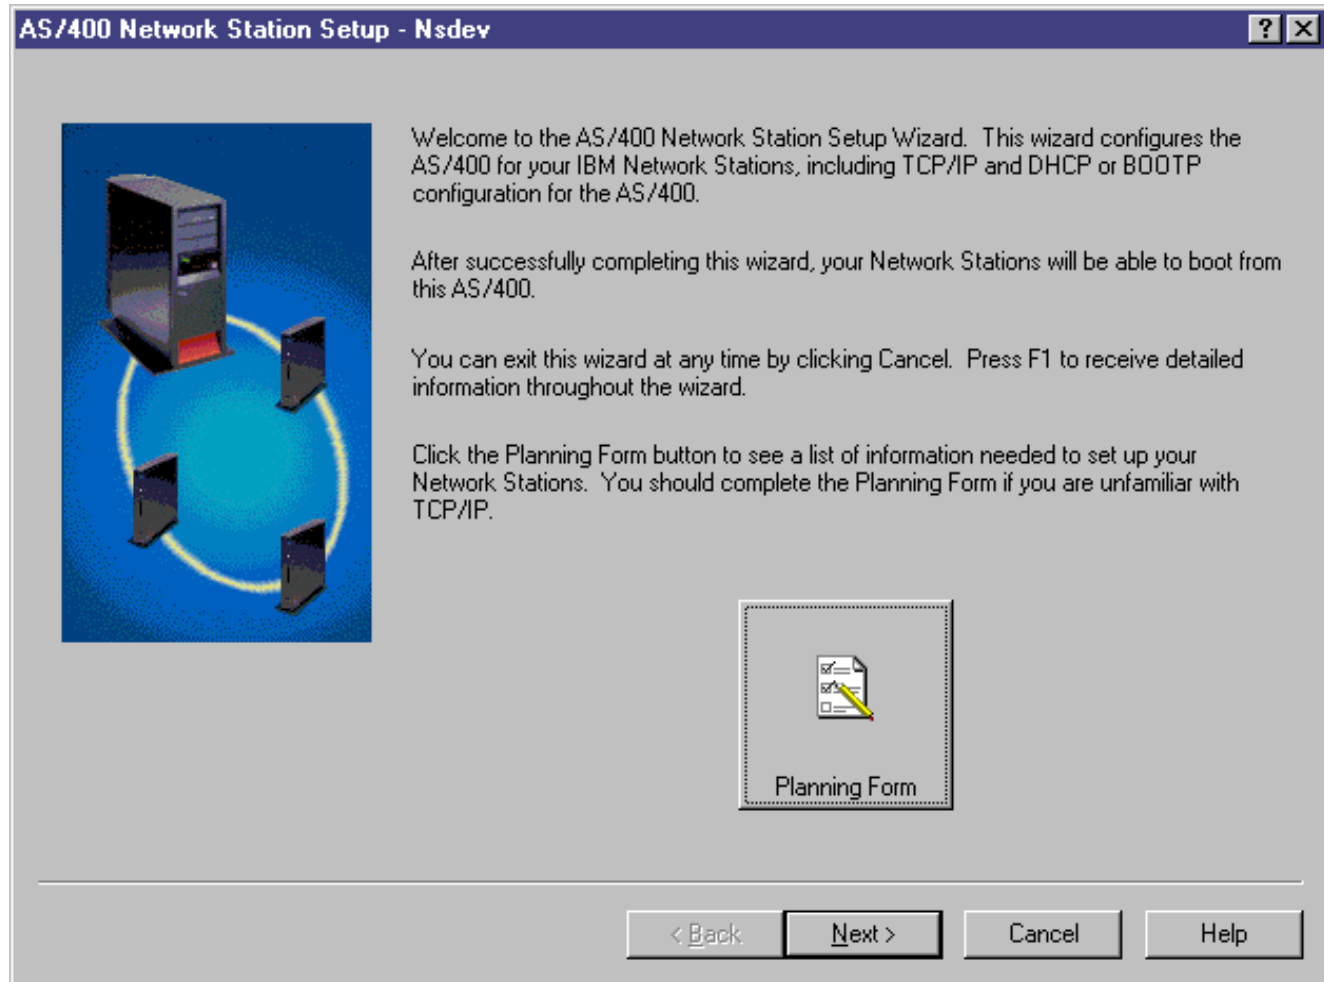 AS/400 Network Station Setup - Nsdev
Welcome to the AS/400 Network Station Setup Wizard. This wizard configures the
AS/400 for your IBM Network Stations, including TCP/IP and DHCP or BOOTP
configuration for the AS/400.
After successfully completing this wizard, your Network Stations will be able to boot from
this AS/400.
You can exit this wizard at any time by clicking Cancel. Press F1 to receive detailed
information throughout the wizard.
Click the Planning Form button to see a list of information needed to set up your
Network Stations. You should complete the Planning Form if you are unfamiliar with
TCP/IP.
Planning Form
< Back
Next >
Cancel
Help